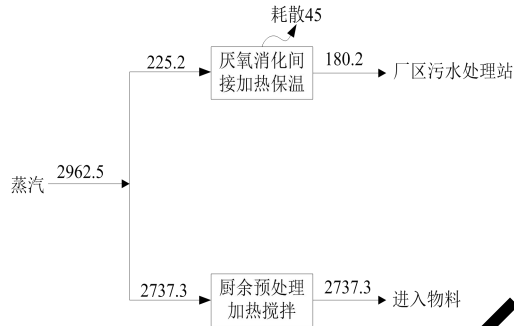 耗散45
225.2
厌氧消化间
接加热保温
180.2
厂区污水处理站
蒸汽
2962.5
2737.3
厨余预处理
加热搅拌
2737.3
进入物料